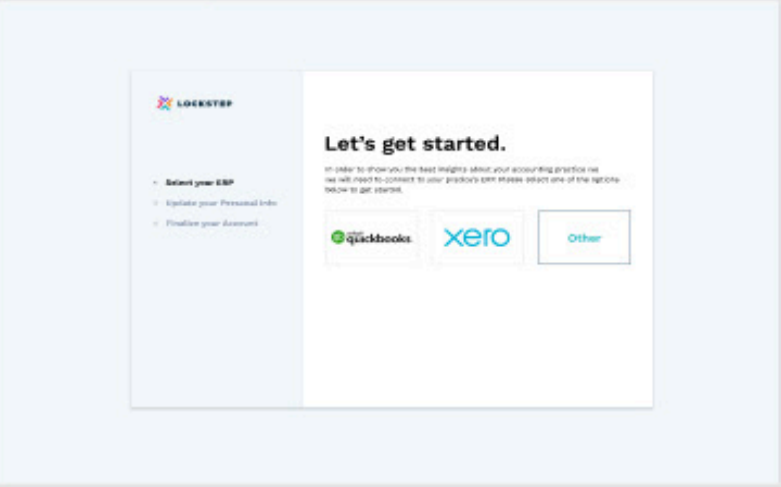 LOCKSTEP
Select your ERP
Update your Personal Info
Finalize your Account
Let's get started.
In order to show you the best insights about your accounting practice we
we will need to connect to your practice's ERP. Please select one of the options
below to get started.
quickbooks
xero
Other